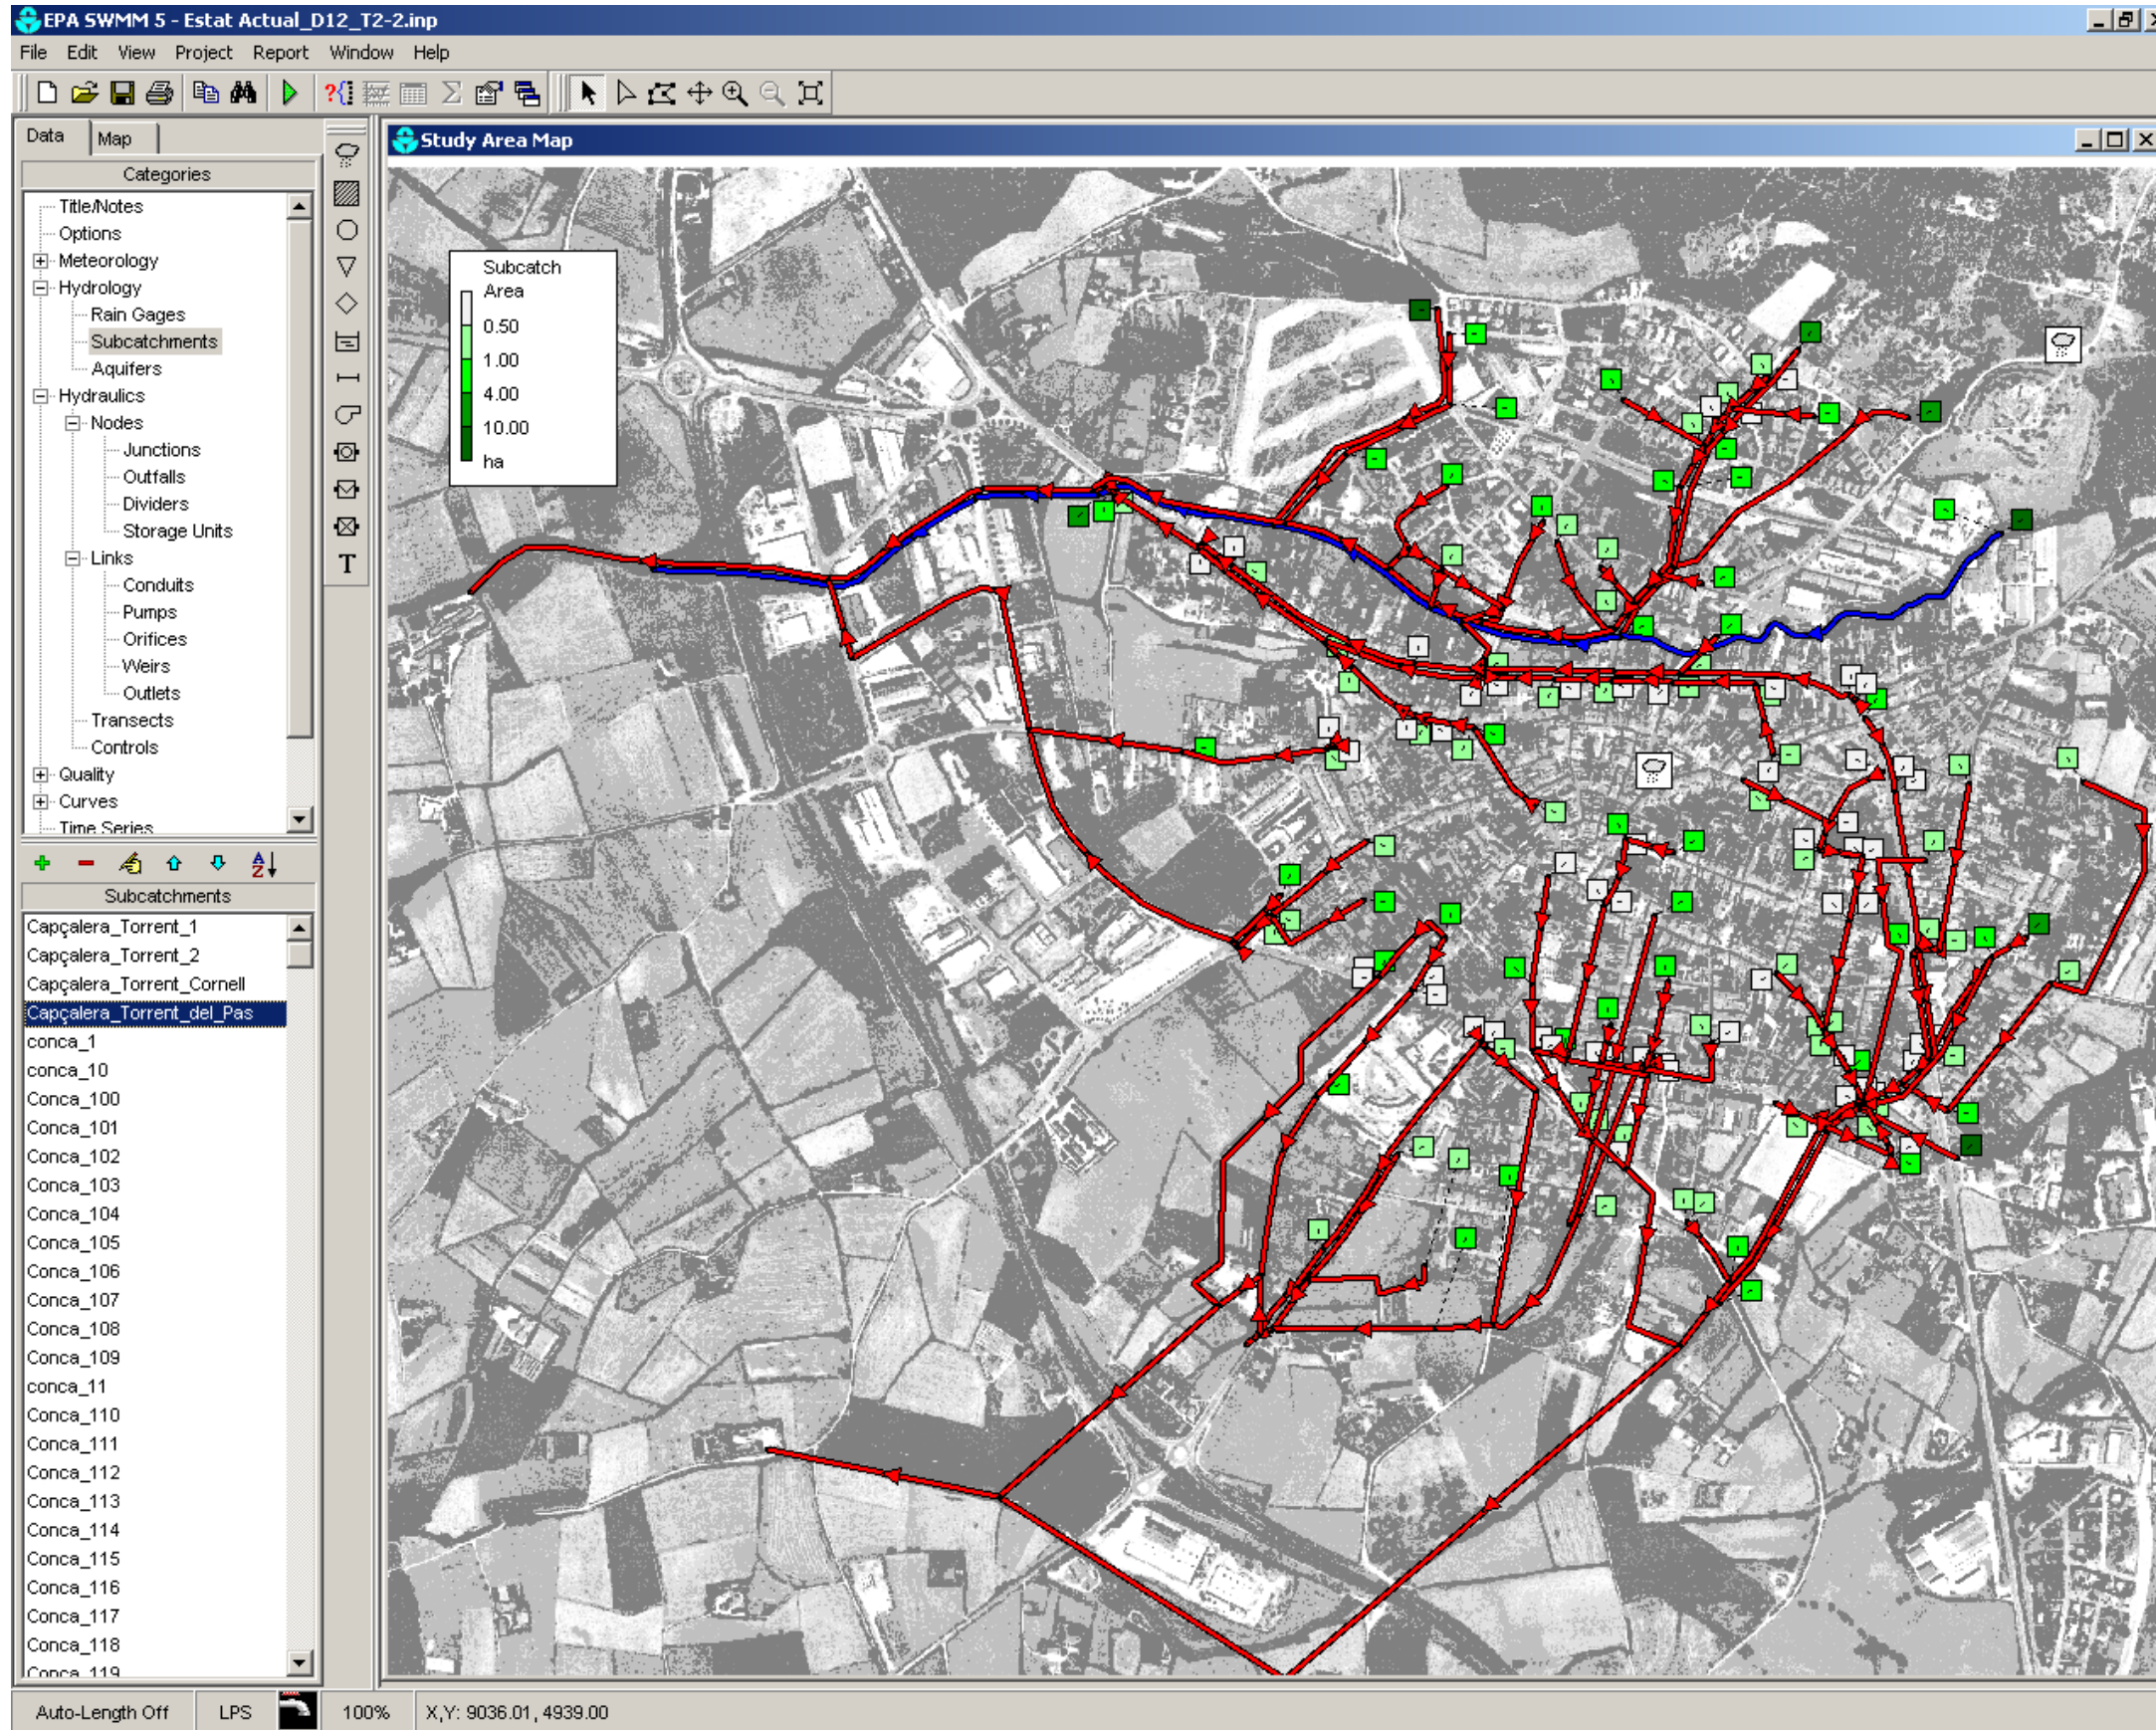 EPA SWMM 5 - Estat Actual_D12_T2-2.inp
File Edit View Project Report Window Help
Data Map
Categories
Title/Notes
Options
Meteorology
Hydrology
Rain Gages
Subcatchments
Aquifers
Hydraulics
Nodes
Junctions
Outfalls
Dividers
Storage Units
Links
Conduits
Pumps
Orifices
Weirs
Outlets
Transects
Controls
Quality
Curves
Time Series
Subcatchments
Capçalera_Torrent_1
Capçalera_Torrent_2
Capçalera_Torrent_Cornell
Capçalera_Torrent_del_Pas
conca_1
conca_10
Conca_100
Conca_101
Conca_102
Conca_103
Conca_104
Conca_105
Conca_106
Conca_107
Conca_108
Conca_109
conca_11
Conca_110
Conca_111
Conca_112
Conca_113
Conca_114
Conca_115
Conca_116
Conca_117
Conca_118
Conca_119
T
Study Area Map
Subcatch
Area
0.50
1.00
4.00
10.00
ha
Auto-Length Off LPS 100% X,Y: 9036.01, 4939.00